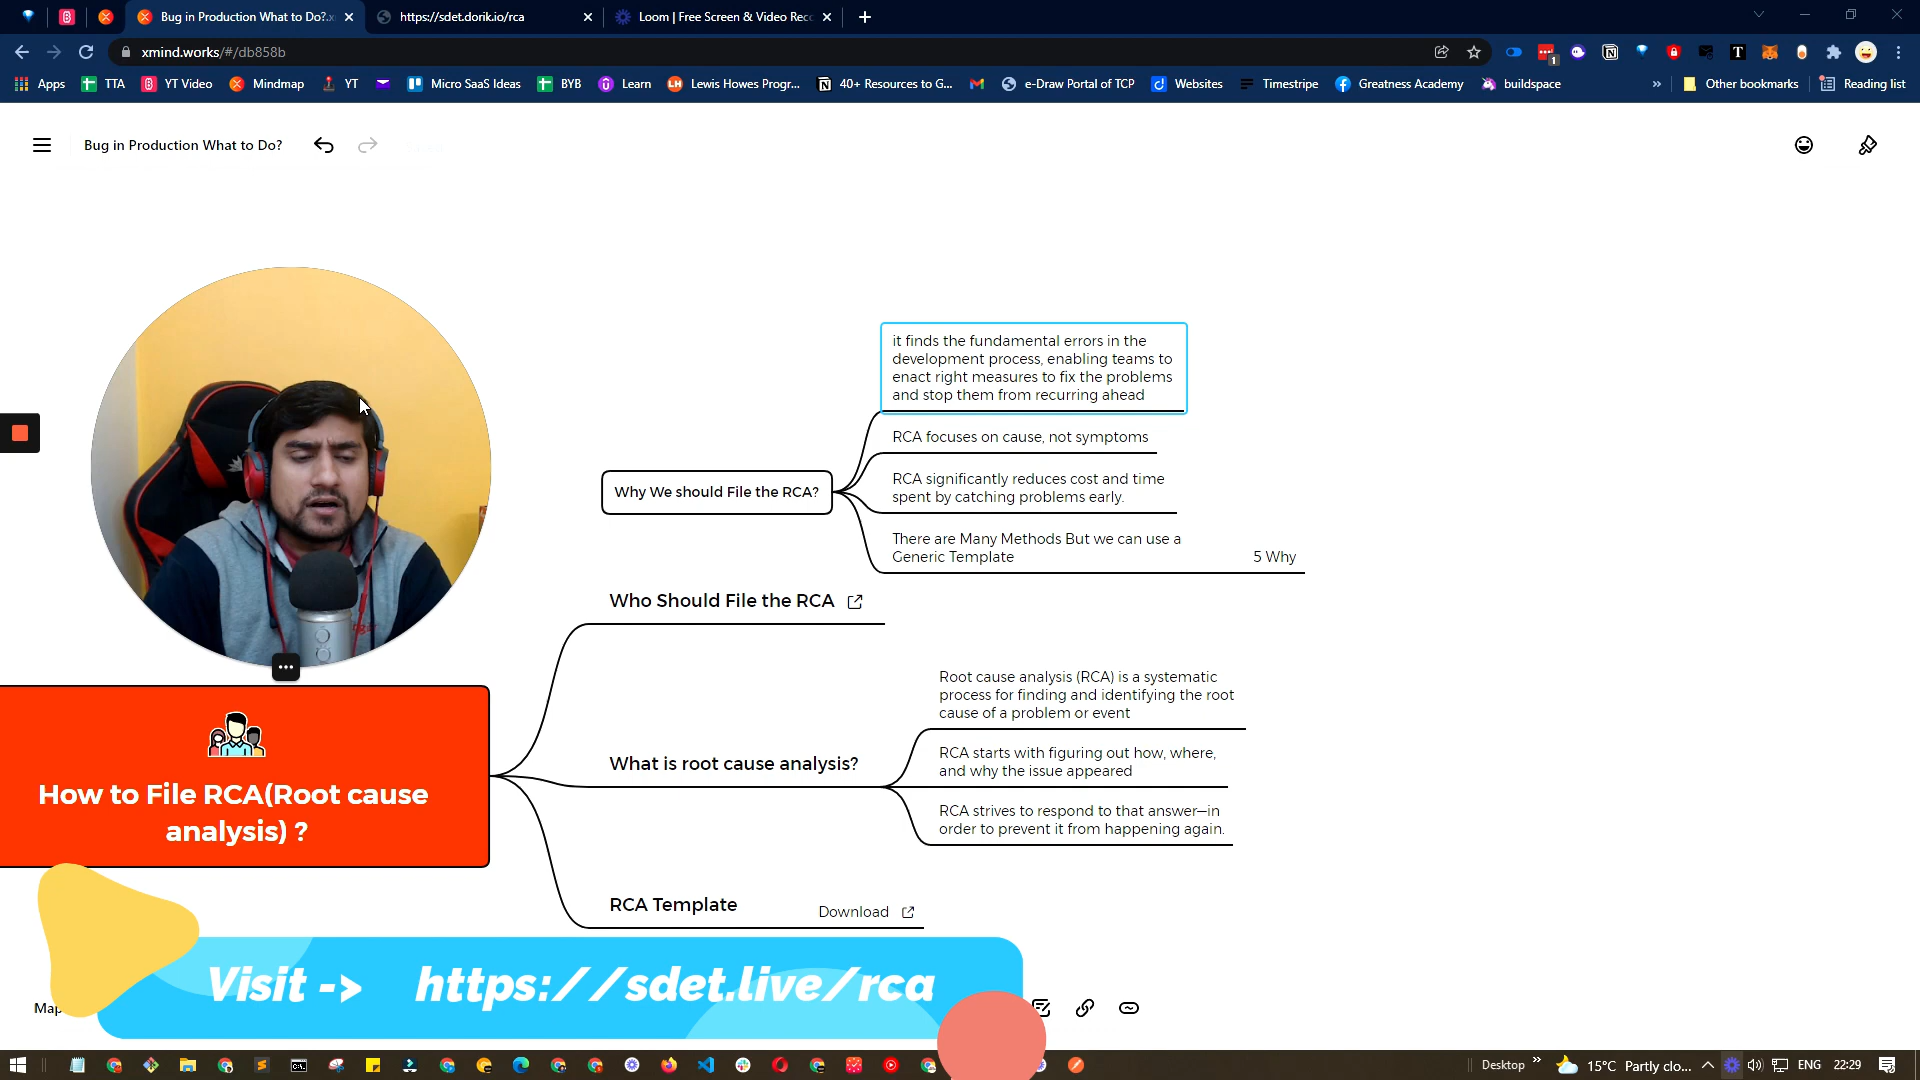 Bug in Production What to Do?.x
https://sdet.dorik.io/rca
Loom | Free Screen & Video Rec
xmind.works/#/db858b
Apps
TTA
YT Video
Mindmap
YT
Micro SaaS Ideas
BYB
Learn
Lewis Howes Progr...
40+ Resources to G...
e-Draw Portal of TCP
Websites
Timestripe
Greatness Academy
buildspace
»
Other bookmarks
Reading list
Bug in Production What to Do?
it finds the fundamental errors in the
development process, enabling teams to
enact right measures to fix the problems
and stop them from recurring ahead
RCA focuses on cause, not symptoms
Why We should File the RCA?
RCA significantly reduces cost and time
spent by catching problems early.
There are Many Methods But we can use a
Generic Template
5 Why
Who Should File the RCA
Root cause analysis (RCA) is a systematic
process for finding and identifying the root
cause of a problem or event
What is root cause analysis?
RCA starts with figuring out how, where,
and why the issue appeared
RCA strives to respond to that answer—in
order to prevent it from happening again.
How to File RCA(Root cause
analysis) ?
RCA Template
Download
Visit -> https://sdet.live/rca
Map
Desktop
15°C Partly clo...
ENG
22:29